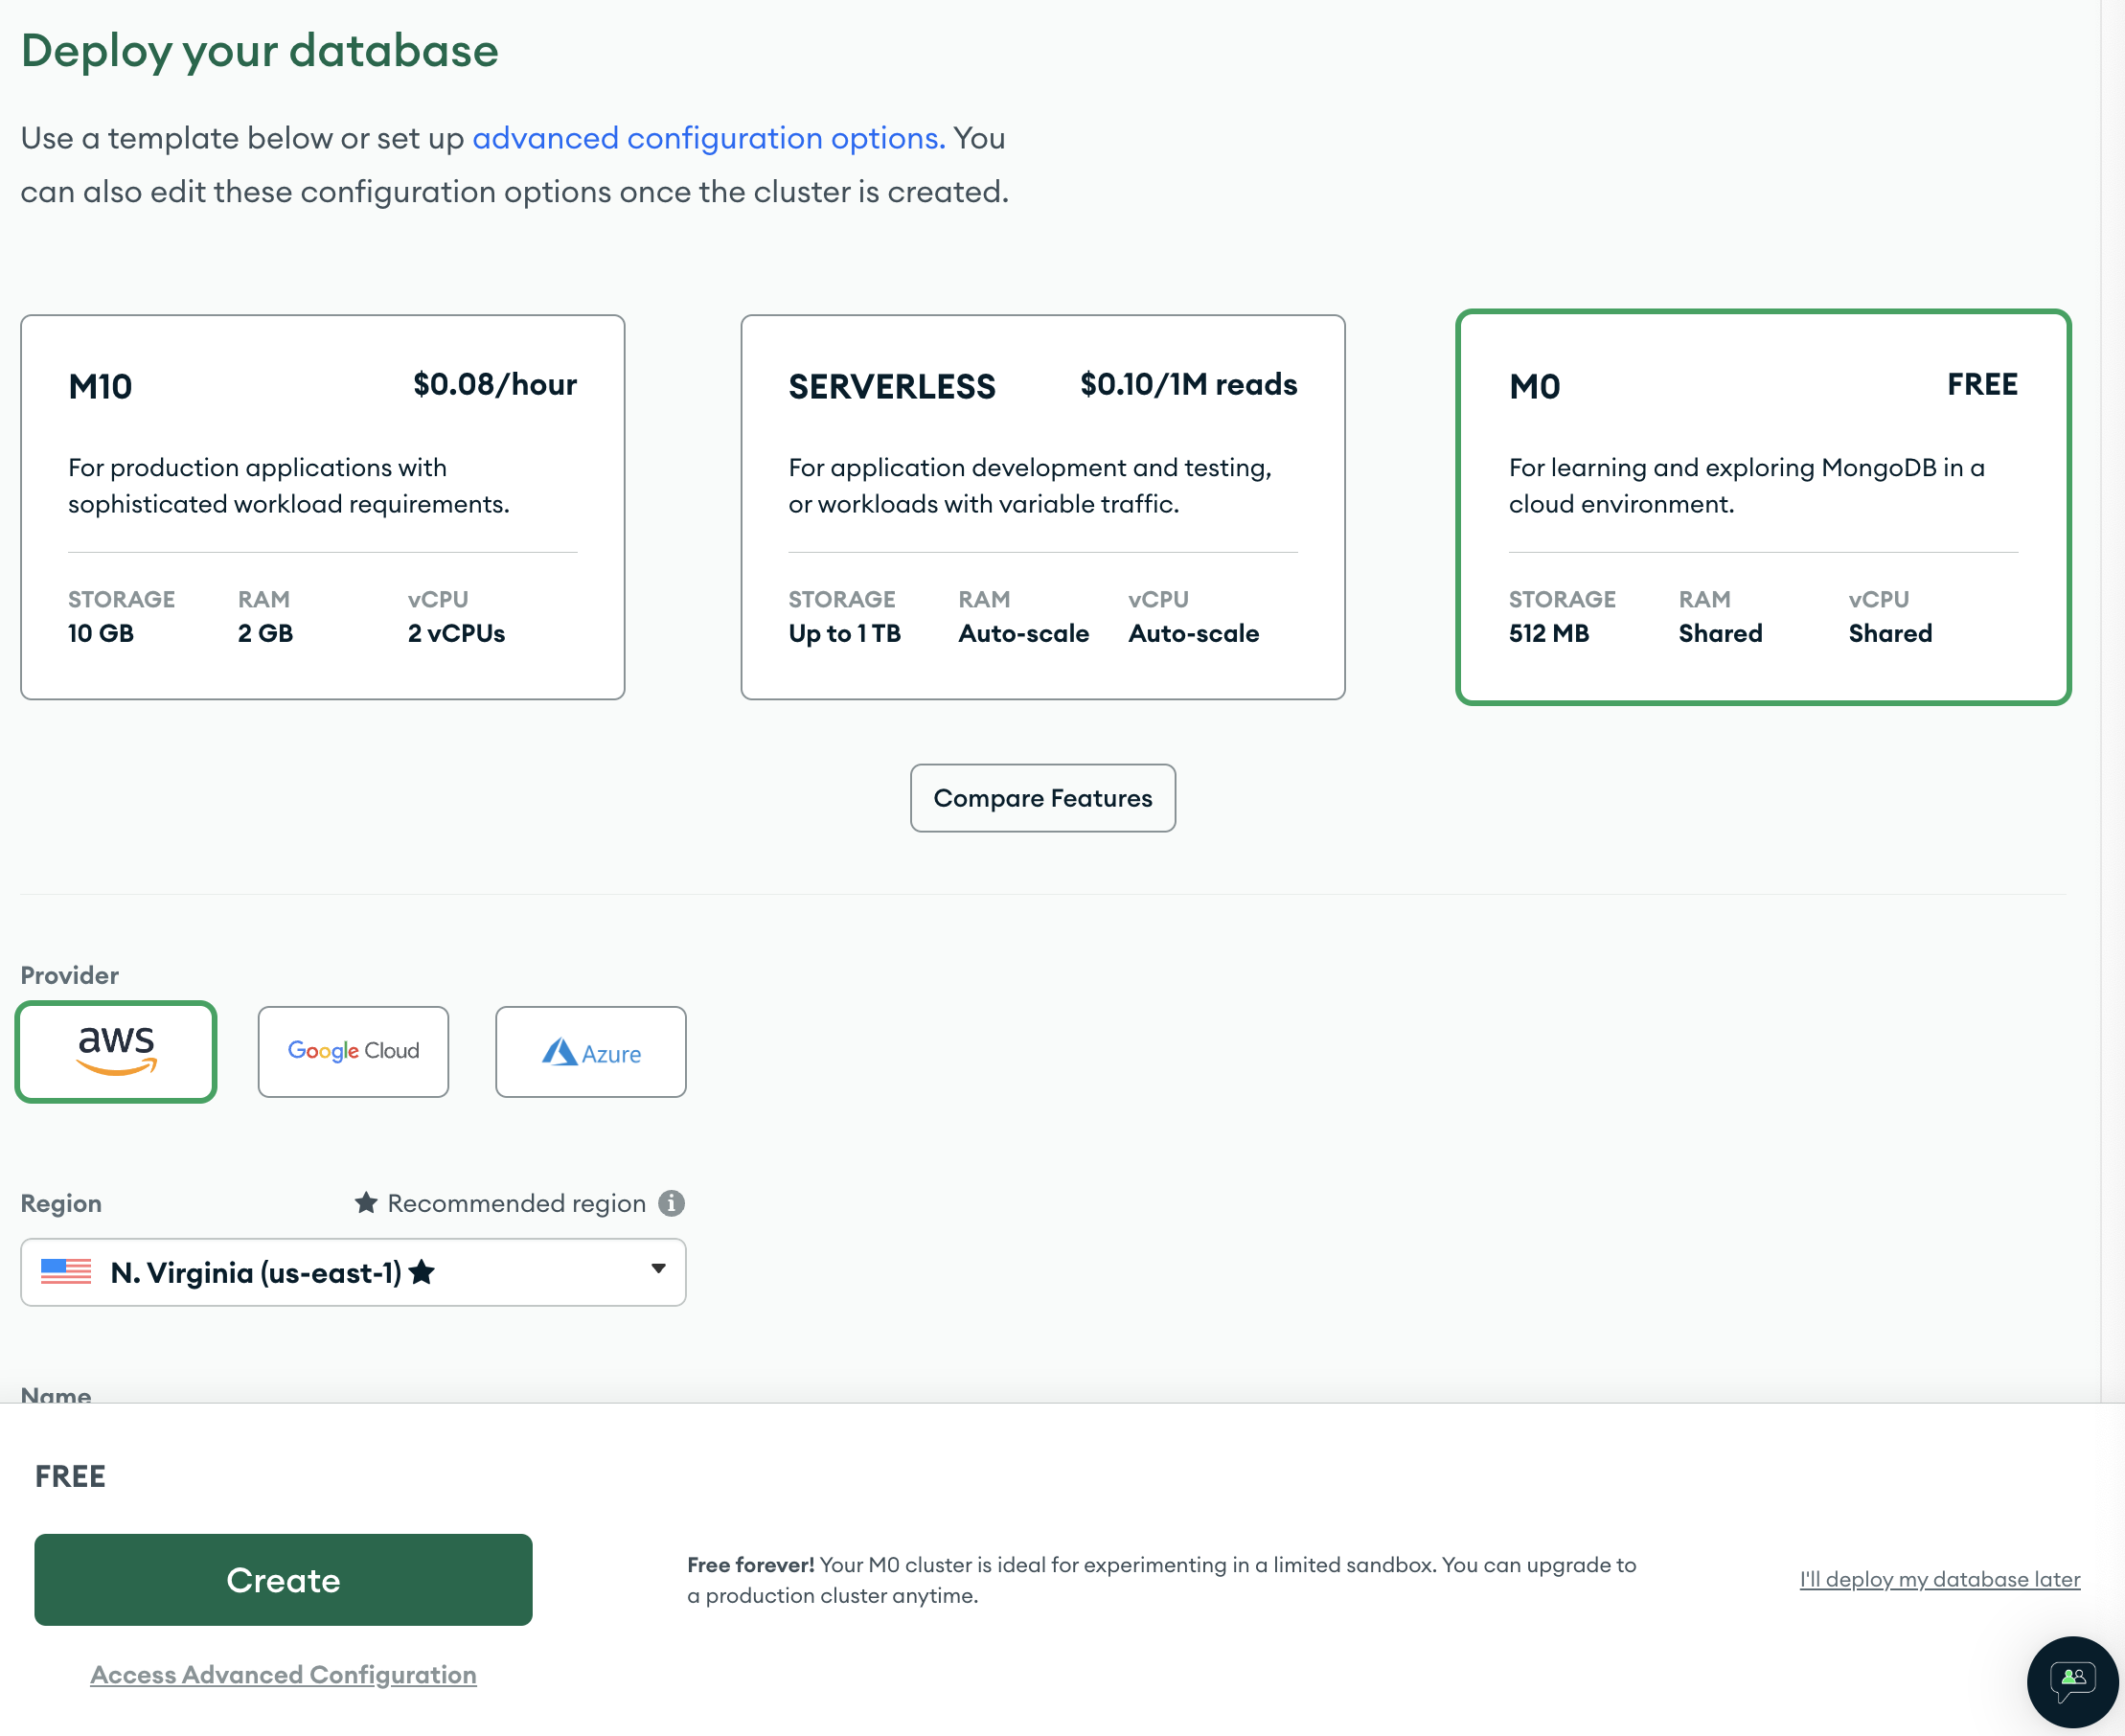 Deploy your database
Use a template below or set up advanced configuration options. You
can also edit these configuration options once the cluster is created.
M10 $0.08/hour
For production applications with
sophisticated workload requirements.
STORAGE RAM vCPU
10 GB 2 GB 2 vCPUs
SERVERLESS $0.10/1M reads
For application development and testing,
or workloads with variable traffic.
STORAGE RAM vCPU
Up to 1 TB Auto-scale Auto-scale
M0 FREE
For learning and exploring MongoDB in a
cloud environment.
STORAGE RAM vCPU
512 MB Shared Shared
Compare Features
Provider
aws
Google Cloud
Azure
Region ★ Recommended region i
N. Virginia (us-east-1) ★
Name
FREE
Create
Access Advanced Configuration
Free forever! Your M0 cluster is ideal for experimenting in a limited sandbox. You can upgrade to
a production cluster anytime.
I'll deploy my database later